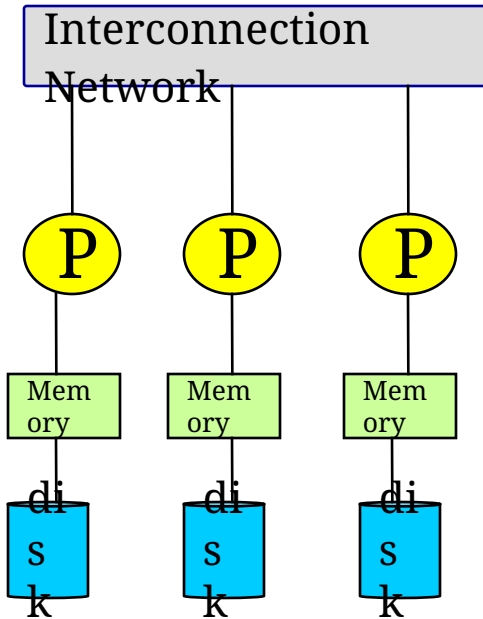 Interconnection
Network
P
P
P
Mem
ory
Mem
ory
Mem
ory
di
s
k
di
s
k
di
s
k